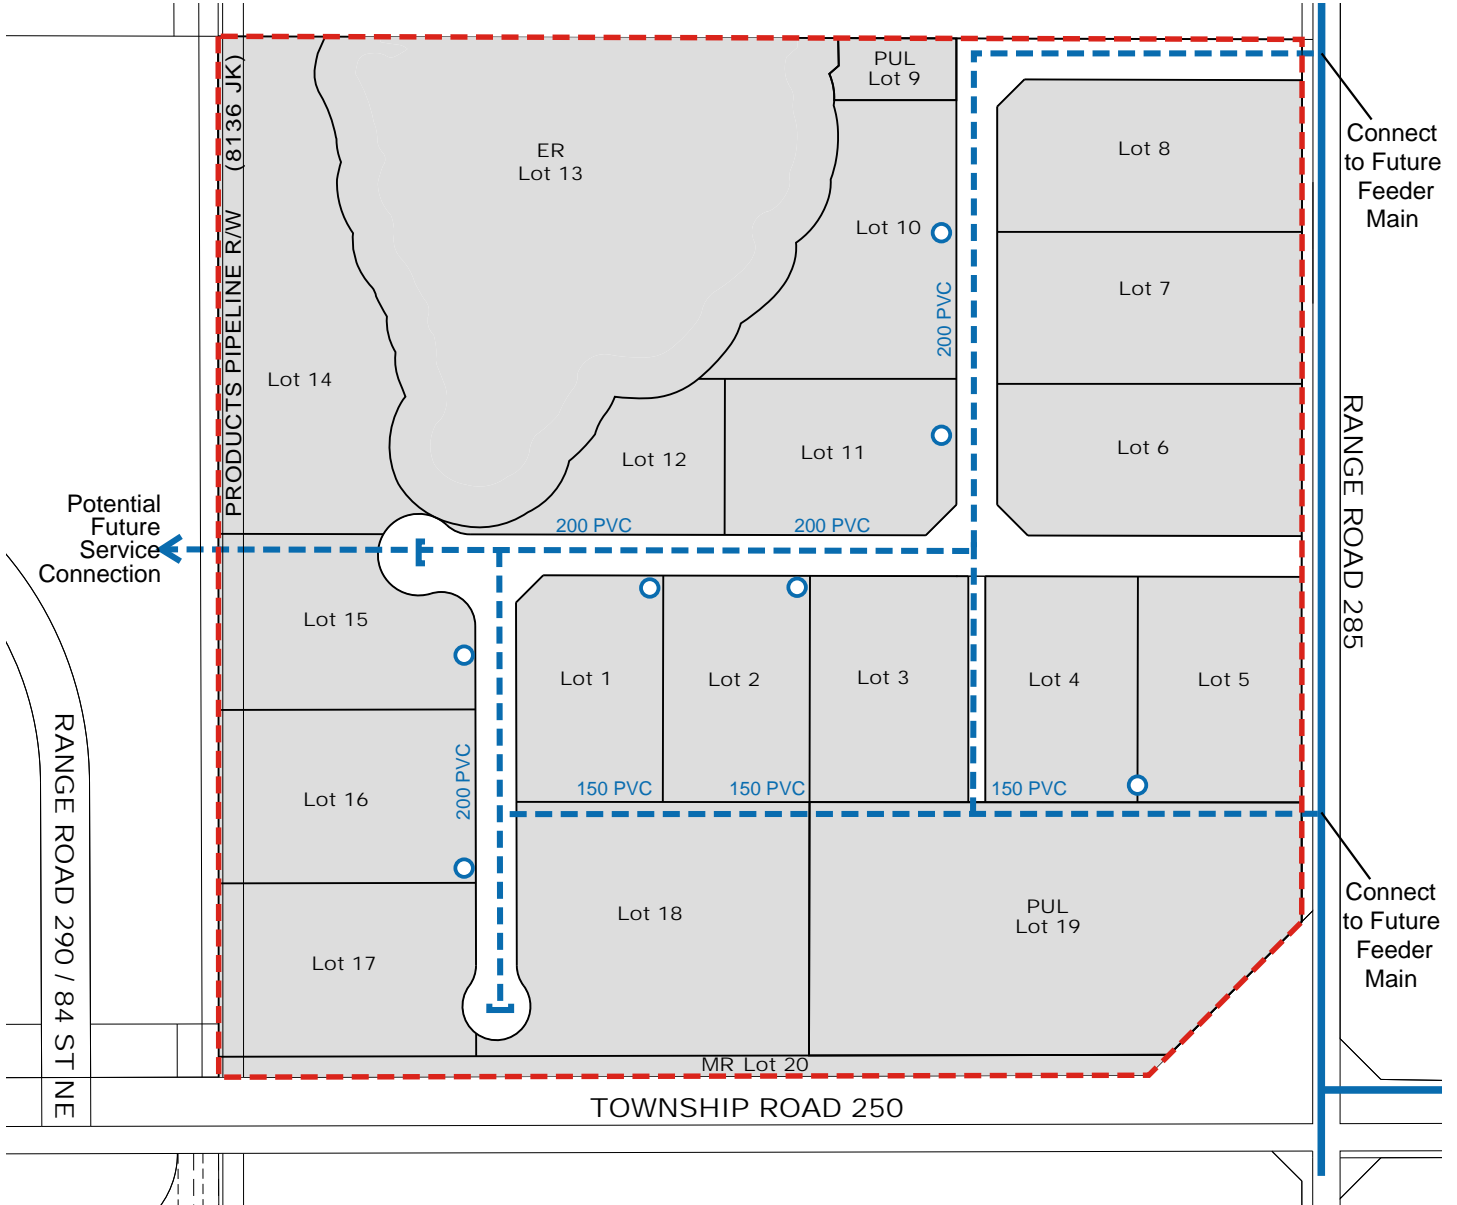 PUL
Lot 9
Connect
to Future
Feeder
Main
ER
Lot 13
Lot 8
PRODUCTS PIPELINE R/W (8136 JK)
Lot 10
Lot 7
200 PVC
Lot 14
RANGE ROAD 285
Lot 6
Lot 11
Lot 12
Potential
Future
Service
Connection
200 PVC
200 PVC
Lot 15
Lot 1
Lot 2
Lot 3
Lot 4
Lot 5
RANGE ROAD 290 / 84 ST NE
Lot 16
200 PVC
150 PVC
150 PVC
150 PVC
Connect
to Future
Feeder
Main
Lot 18
PUL
Lot 19
Lot 17
MR Lot 20
TOWNSHIP ROAD 250